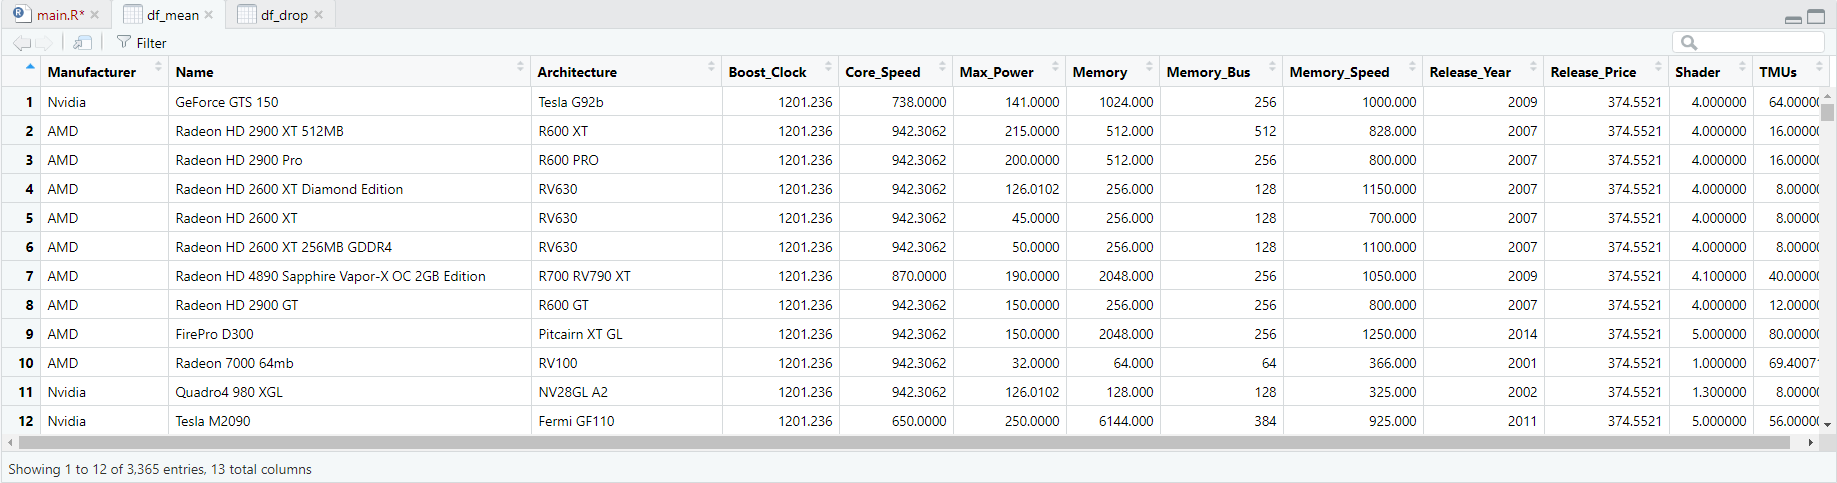 main.R* df_mean df_drop
Filter
Manufacturer Name Architecture Boost_Clock Core_Speed Max_Power Memory Memory_Bus Memory_Speed Release_Year Release_Price Shader TMUs
1 Nvidia GeForce GTS 150 Tesla G92b 1201.236 738.0000 141.0000 1024.000 256 1000.000 2009 374.5521 4.000000 64.00000
2 AMD Radeon HD 2900 XT 512MB R600 XT 1201.236 942.3062 215.0000 512.000 512 828.000 2007 374.5521 4.000000 16.00000
3 AMD Radeon HD 2900 Pro R600 PRO 1201.236 942.3062 200.0000 512.000 256 800.000 2007 374.5521 4.000000 16.00000
4 AMD Radeon HD 2600 XT Diamond Edition RV630 1201.236 942.3062 126.0102 256.000 128 1150.000 2007 374.5521 4.000000 8.00000
5 AMD Radeon HD 2600 XT RV630 1201.236 942.3062 45.0000 256.000 128 700.000 2007 374.5521 4.000000 8.00000
6 AMD Radeon HD 2600 XT 256MB GDDR4 RV630 1201.236 942.3062 50.0000 256.000 128 1100.000 2007 374.5521 4.000000 8.00000
7 AMD Radeon HD 4890 Sapphire Vapor-X OC 2GB Edition R700 RV790 XT 1201.236 870.0000 190.0000 2048.000 256 1050.000 2009 374.5521 4.100000 40.00000
8 AMD Radeon HD 2900 GT R600 GT 1201.236 942.3062 150.0000 256.000 256 800.000 2007 374.5521 4.000000 12.00000
9 AMD FirePro D300 Pitcairn XT GL 1201.236 942.3062 150.0000 2048.000 256 1250.000 2014 374.5521 5.000000 80.00000
10 AMD Radeon 7000 64mb RV100 1201.236 942.3062 32.0000 64.000 64 366.000 2001 374.5521 1.000000 69.40071
11 Nvidia Quadro4 980 XGL NV28GL A2 1201.236 942.3062 126.0102 128.000 128 325.000 2002 374.5521 1.300000 8.00000
12 Nvidia Tesla M2090 Fermi GF110 1201.236 650.0000 250.0000 6144.000 384 925.000 2011 374.5521 5.000000 56.00000
Showing 1 to 12 of 3,365 entries, 13 total columns